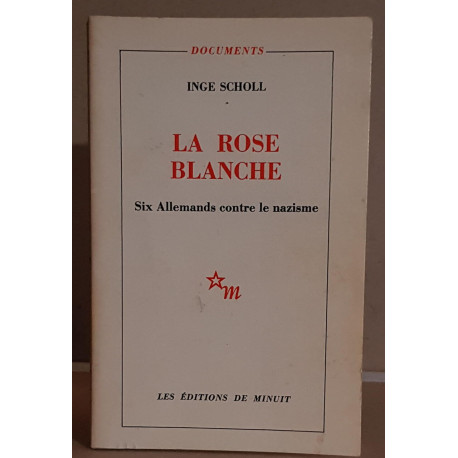 DOCUMENTS
INGE SCHOLL
LA ROSE
BLANCHE
Six Allemands contre le nazisme
m
LES ÉDITIONS DE MINUIT